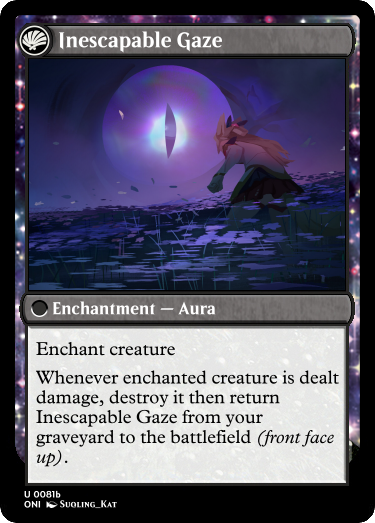 Inescapable Gaze
Enchantment — Aura
Enchant creature
Whenever enchanted creature is dealt
damage, destroy it then return
Inescapable Gaze from your
graveyard to the battlefield (front face
up).
U 0081b
ONI Suoling_Kat